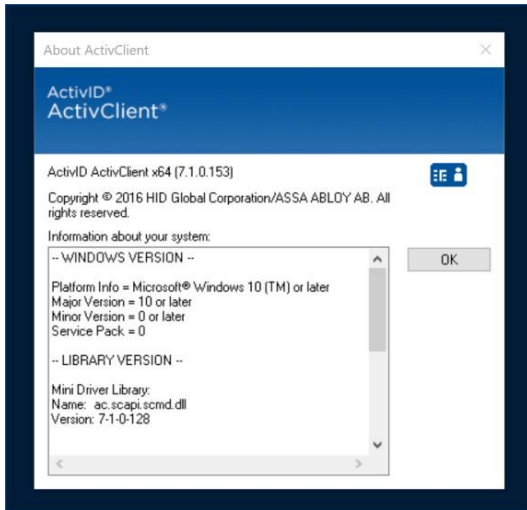 About ActivClient
ActivID®
ActivClient®
ActivID ActivClient x64 (7.1.0.153)
Copyright © 2016 HID Global Corporation/ASSA ABLOY AB. All
rights reserved.
Information about your system:
-- WINDOWS VERSION --
Platform Info = Microsoft® Windows 10 (TM) or later
Major Version = 10 or later
Minor Version = 0 or later
Service Pack = 0
-- LIBRARY VERSION --
Mini Driver Library:
Name: ac.scapi.scmd.dll
Version: 7-1-0-128
OK